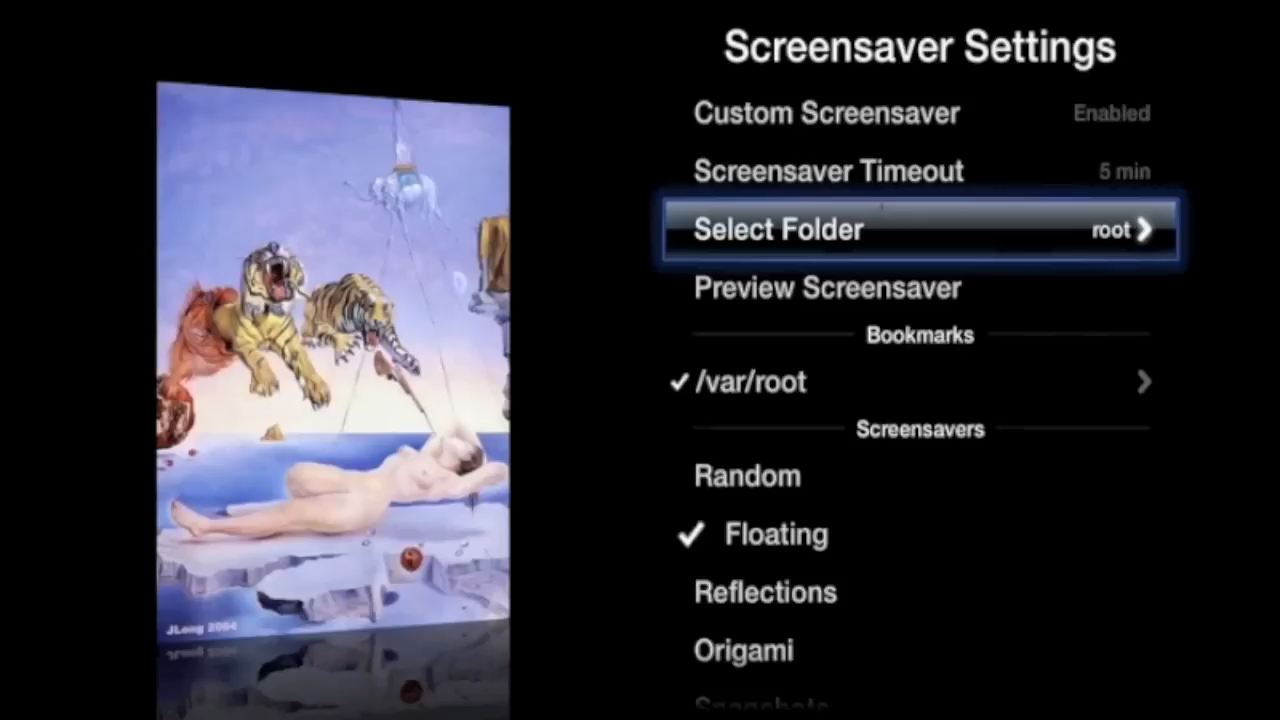 Screensaver Settings
Custom Screensaver Enabled
Screensaver Timeout 5 min
Select Folder root
Preview Screensaver
Bookmarks
/var/root
Screensavers
Random
Floating
Reflections
Origami
Snapshots
JLong 2004